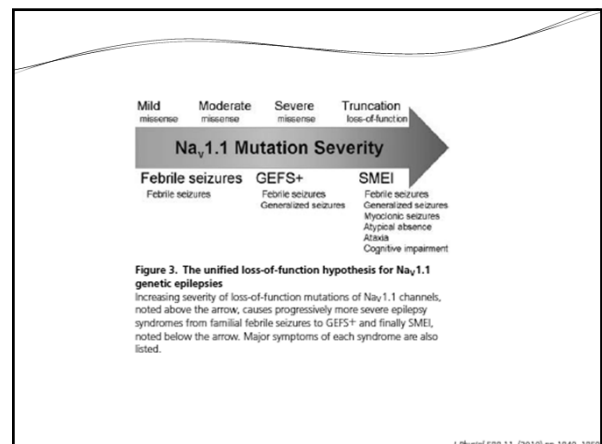 Mild Moderate Severe Truncation
missense missense missense loss-of-function
Nav1.1 Mutation Severity
Febrile seizures GEFS+ SMEI
Febrile seizures Febrile seizures Febrile seizures
Generalized seizures Generalized seizures
Myoclonic seizures
Atypical absence
Ataxia
Cognitive impairment
Figure 3. The unified loss-of-function hypothesis for NaV1.1
genetic epilepsies
Increasing severity of loss-of-function mutations of NaV1.1 channels,
noted above the arrow, causes progressively more severe epilepsy
syndromes from familial febrile seizures to GEFS+ and finally SMEI,
noted below the arrow. Major symptoms of each syndrome are also
listed.